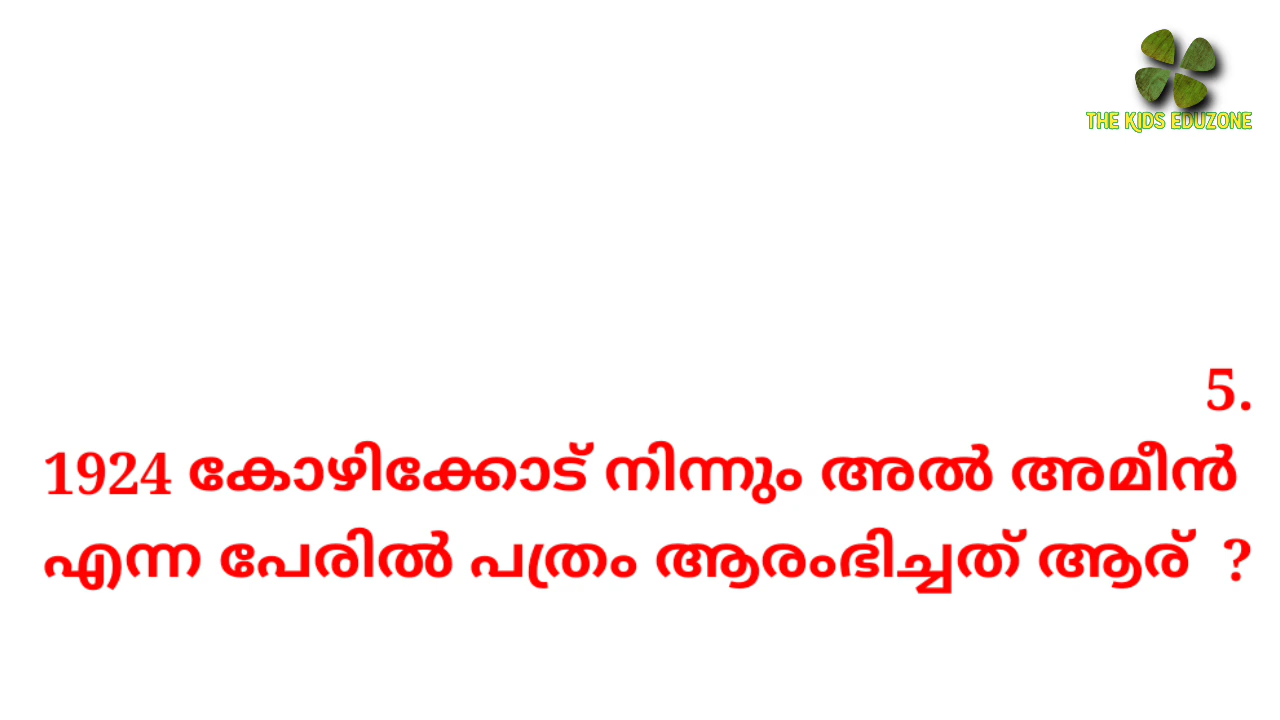 THE KIDS EDUZONE
5.
1924 കോഴിക്കോട് നിന്നും അൽ അമീൻ
എന്ന പേരിൽ പത്രം ആരംഭിച്ചത് ആര് ?